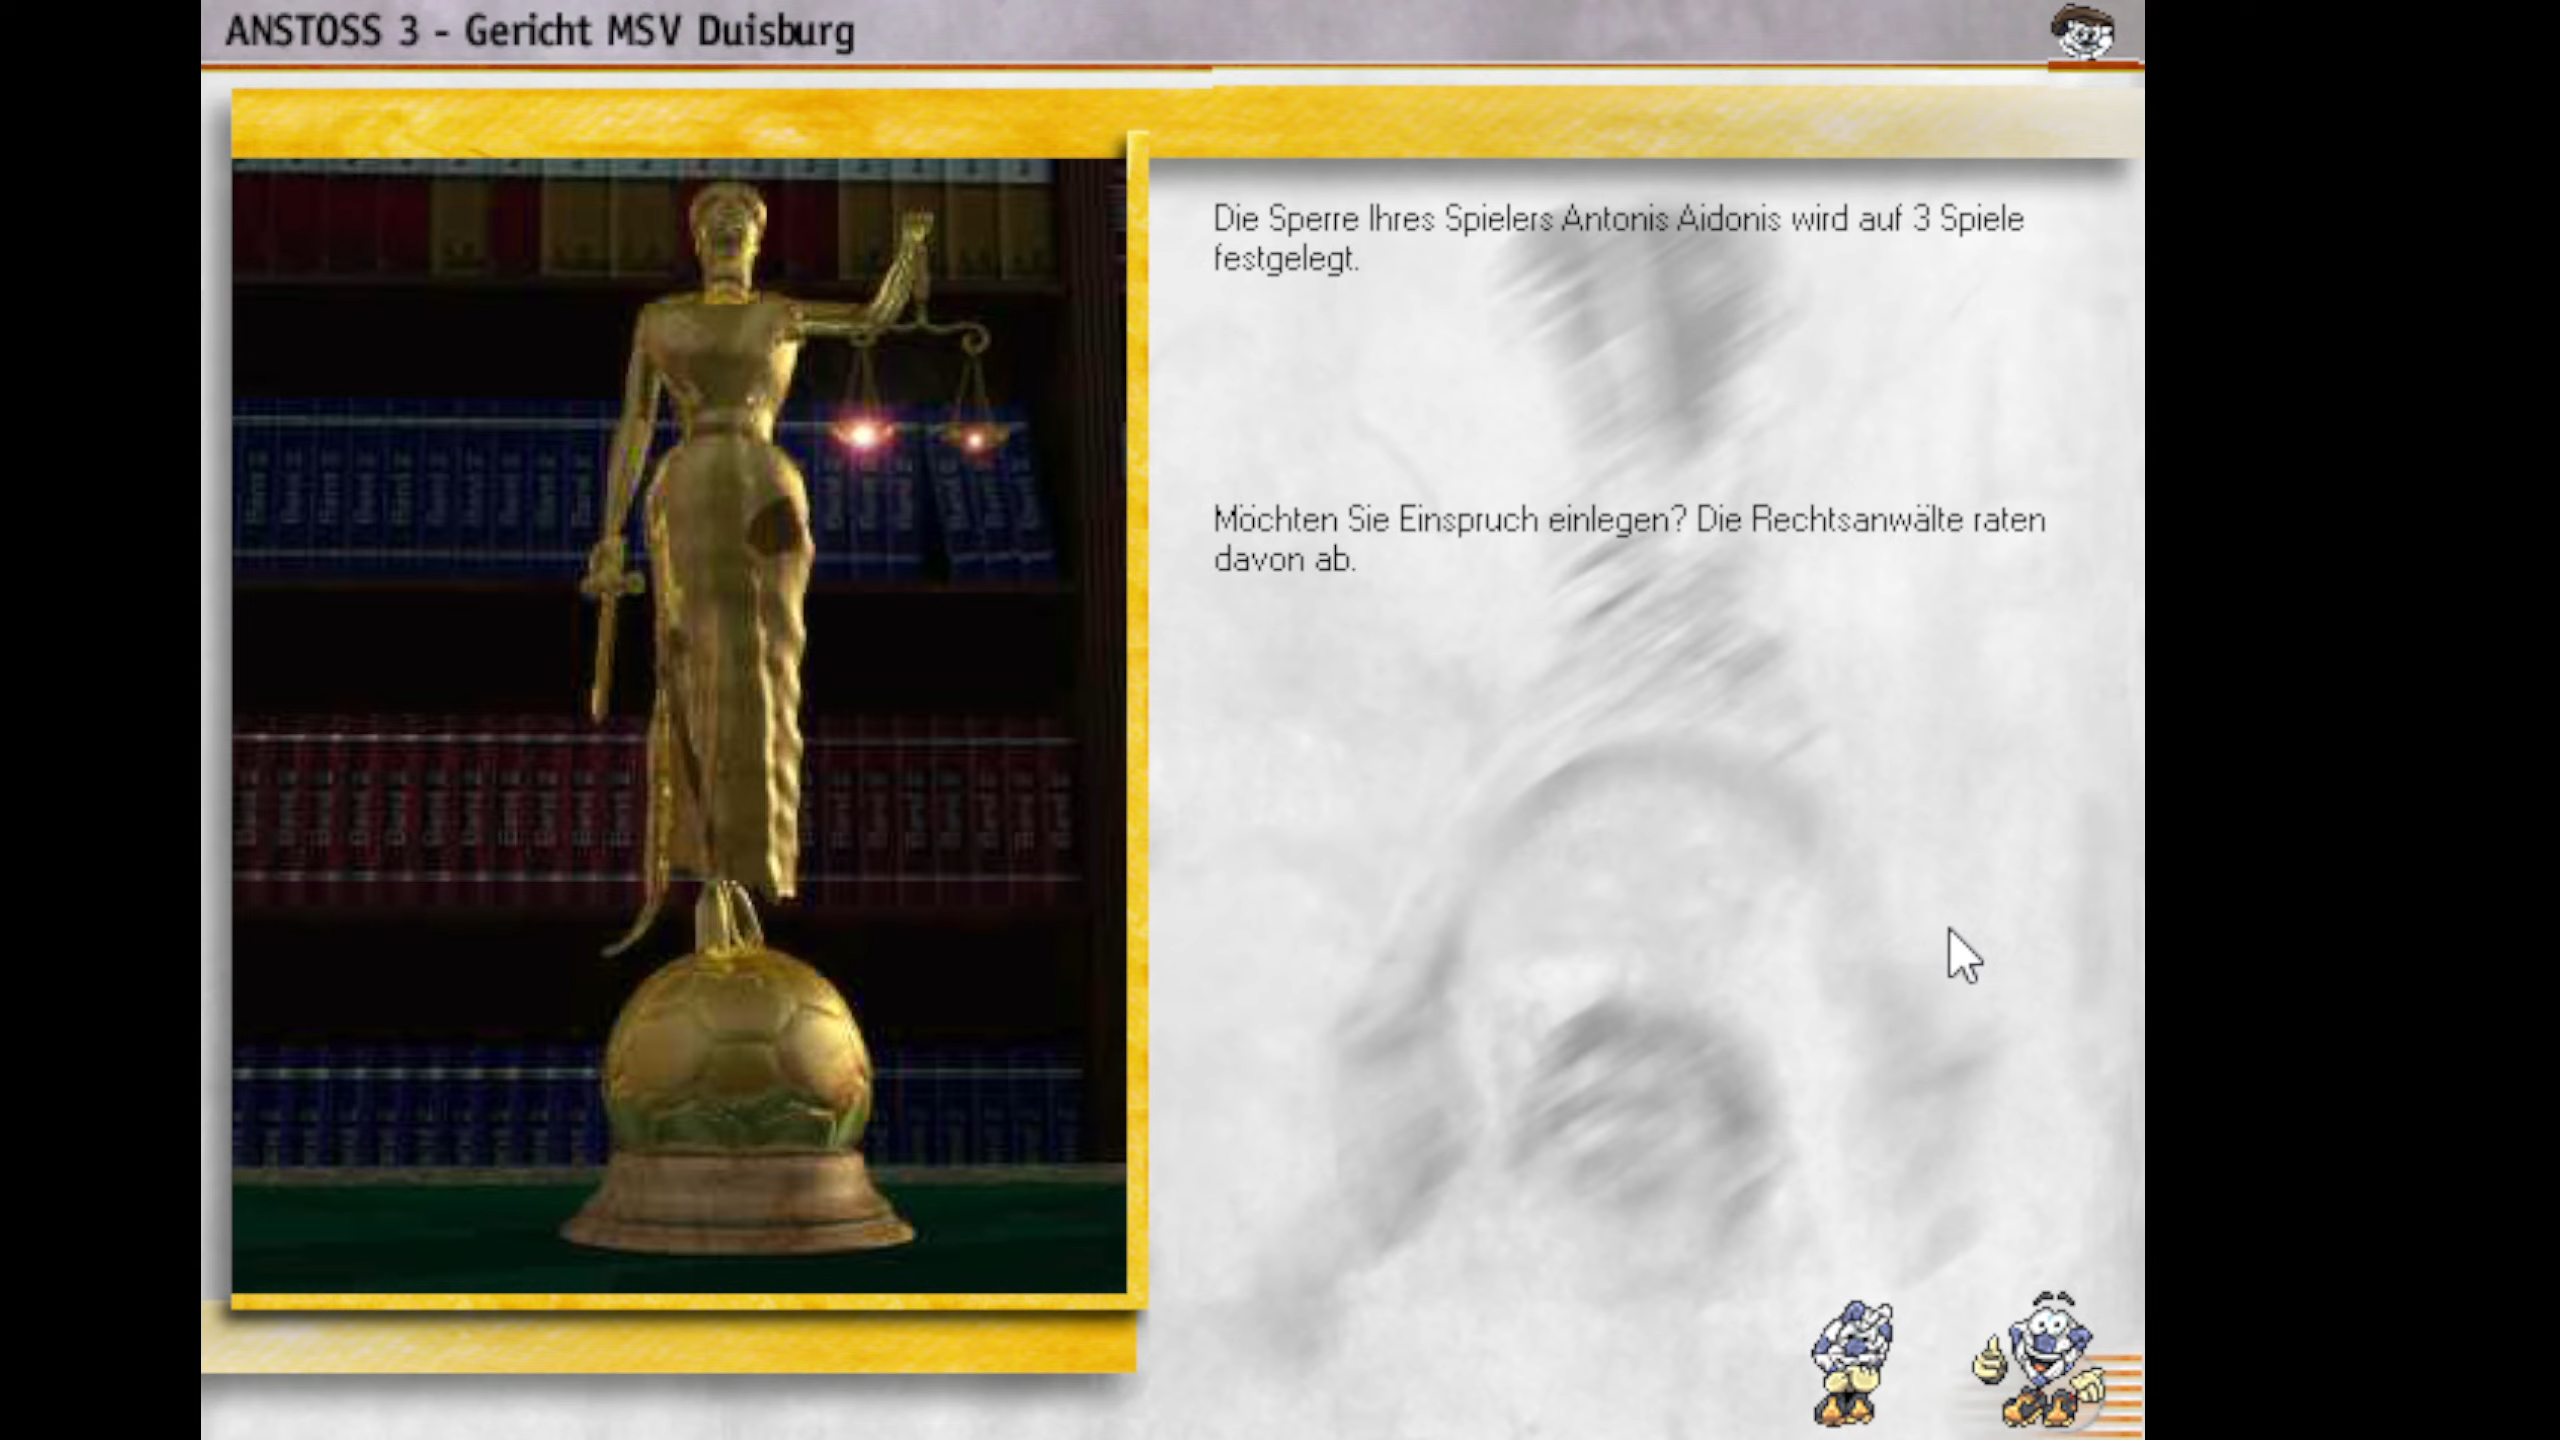 ANSTOSS 3 - Gericht MSV Duisburg
Die Sperre Ihres Spielers Antonis Aidonis wird auf 3 Spiele
festgelegt.
Möchten Sie Einspruch einlegen? Die Rechtsanwälte raten
davon ab.